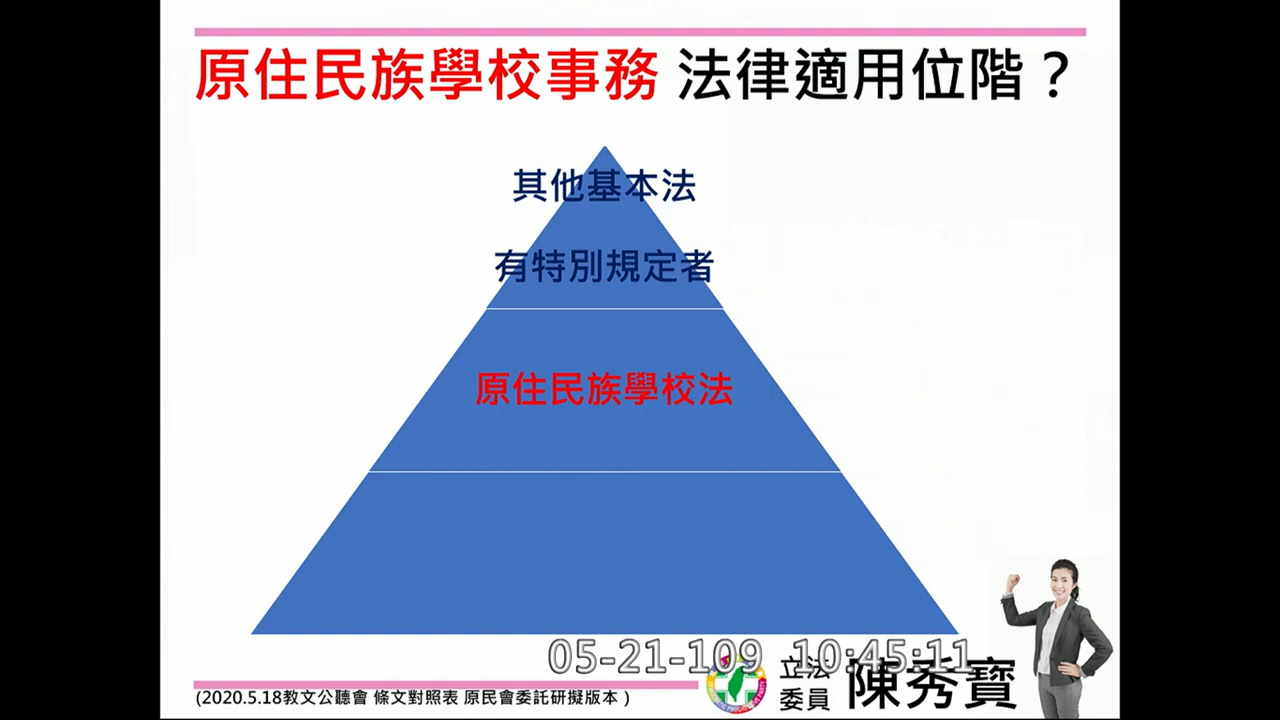 原住民族學校事務 法律適用位階？
其他基本法
有特別規定者
原住民族學校法
05-21-109 10:45:11
立法
委員 陳秀寳
(2020.5.18教文公聽會 條文對照表 原民會委託研擬版本 )